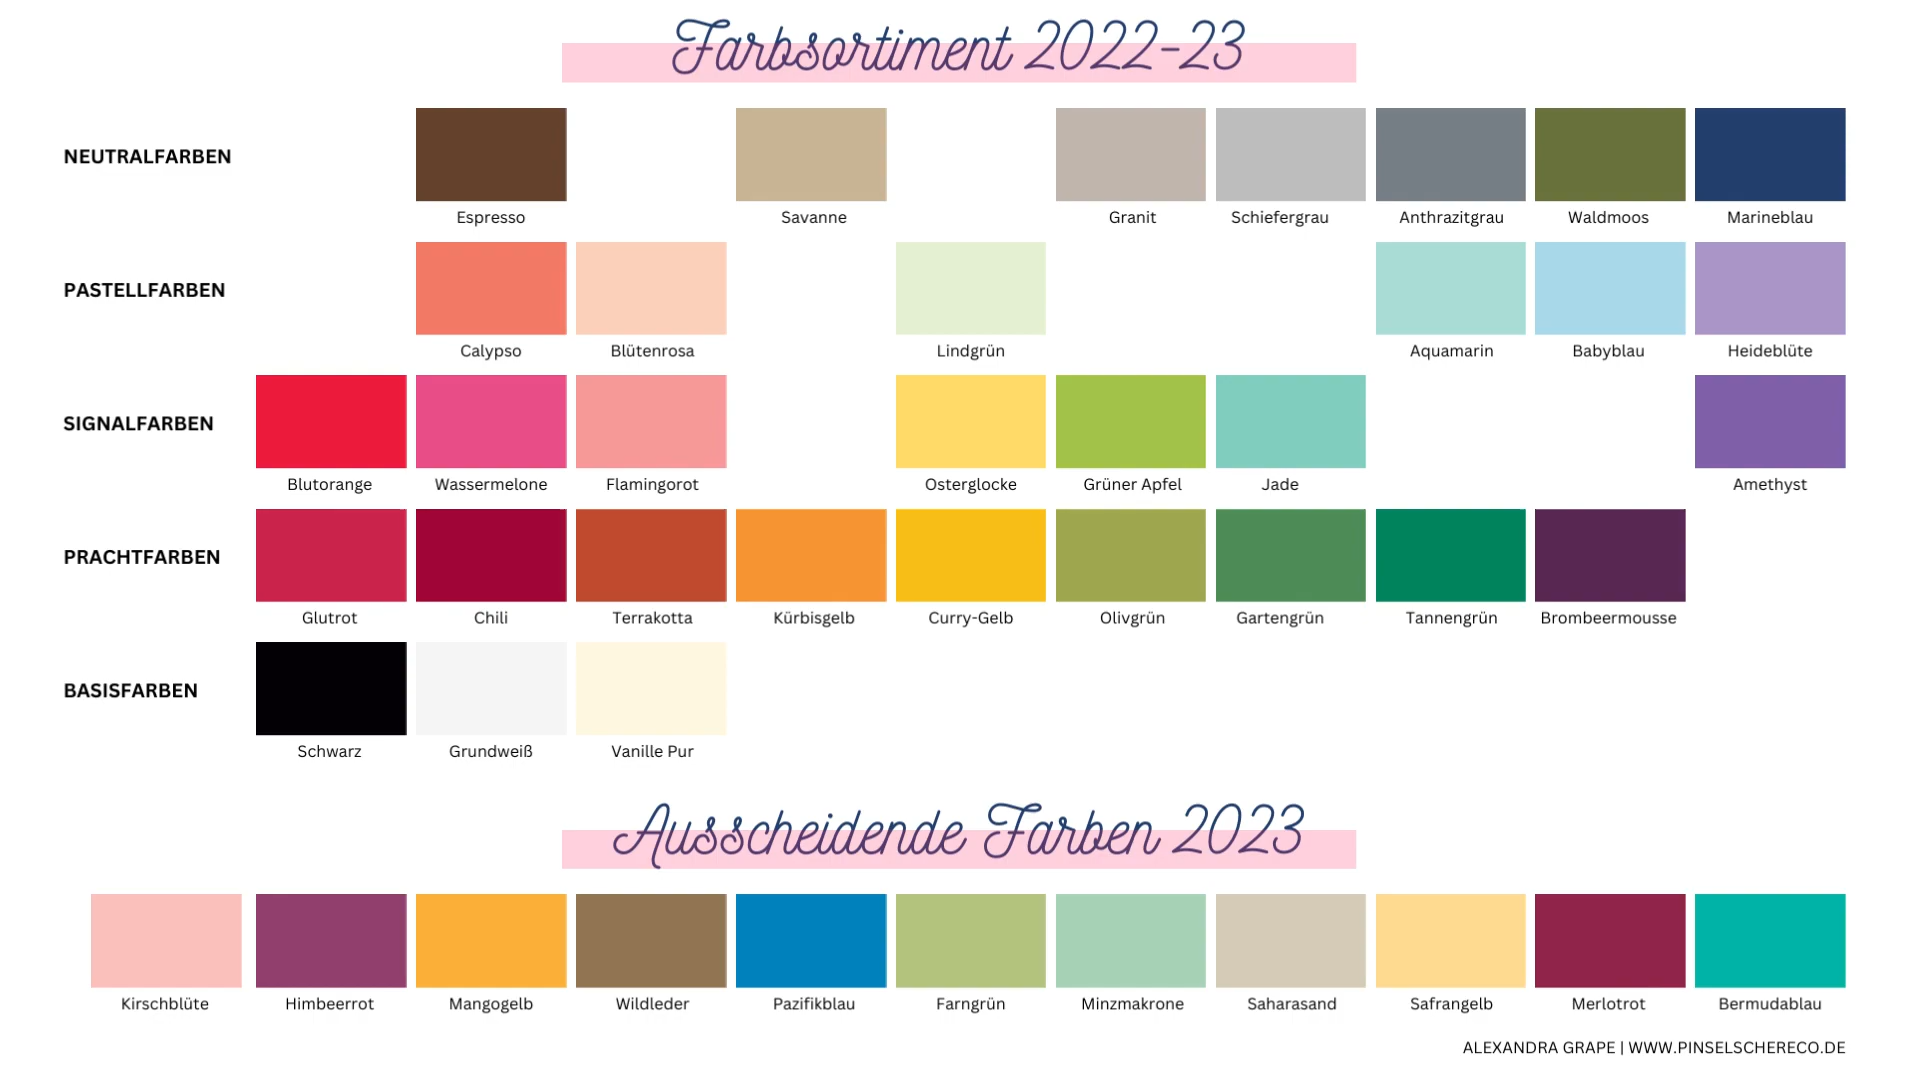 Farbsortiment 2022-23
NEUTRALFARBEN
Espresso Savanne Granit Schiefergrau Anthrazitgrau Waldmoos Marineblau
PASTELLFARBEN
Calypso Blütenrosa Lindgrün Aquamarin Babyblau Heideblüte
SIGNALFARBEN
Blutorange Wassermelone Flamingorot Osterglocke Grüner Apfel Jade Amethyst
PRACHTFARBEN
Glutrot Chili Terrakotta Kürbisgelb Curry-Gelb Olivgrün Gartengrün Tannengrün Brombeermousse
BASISFARBEN
Schwarz Grundweiß Vanille Pur
Ausscheidende Farben 2023
Kirschblüte Himbeerrot Mangogelb Wildleder Pazifikblau Farngrün Minzmakrone Saharasand Safrangelb Merlotrot Bermudablau
ALEXANDRA GRAPE | WWW.PINSELSCHERECO.DE